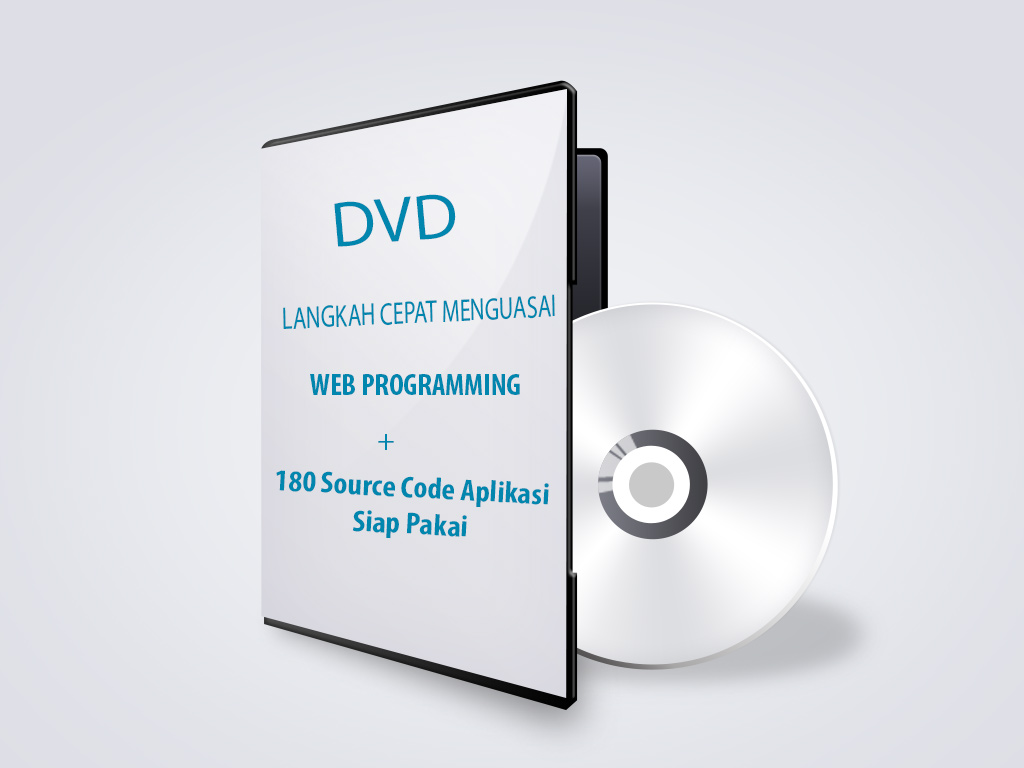 DVD
LANGKAH CEPAT MENGUASAI
WEB PROGRAMMING
+
180 Source Code Aplikasi
Siap Pakai